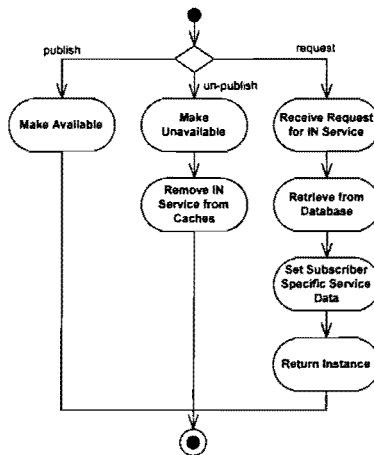 publish
request
un-publish
Make Available
Make
Unavailable
Receive Request
for IN Service
Remove IN
Service from
Caches
Retrieve from
Database
Set Subscriber
Specific Service
Data
Return Instance